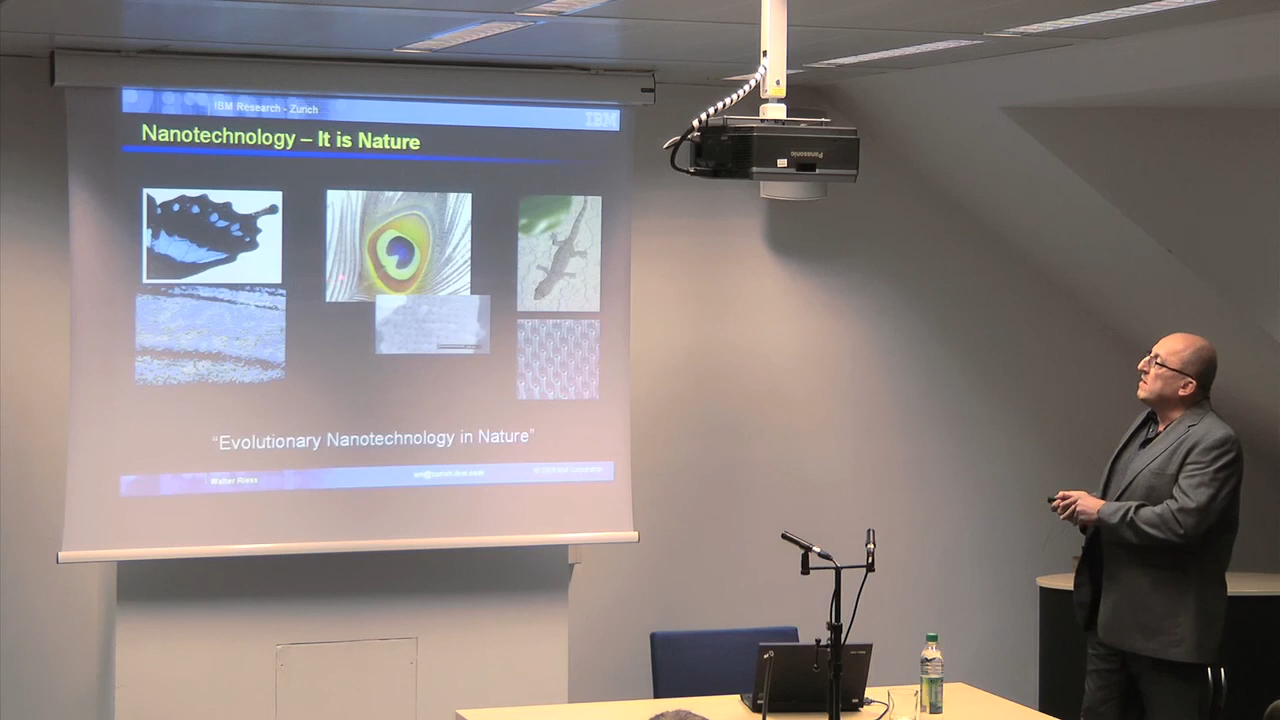 IBM Research - Zurich
IBM
Nanotechnology – It is Nature
“Evolutionary Nanotechnology in Nature”
Walter Riess
Panasonic